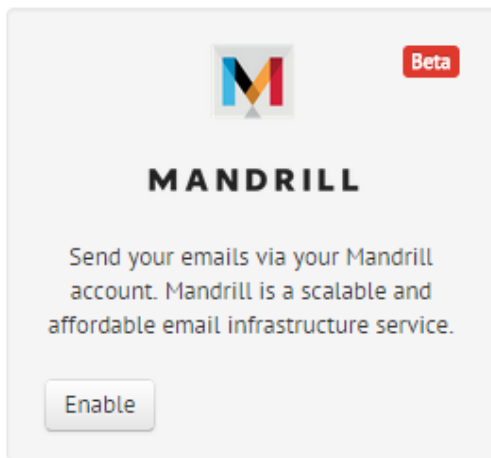 Beta
MANDRILL
Send your emails via your Mandrill
account. Mandrill is a scalable and
affordable email infrastructure service.
Enable